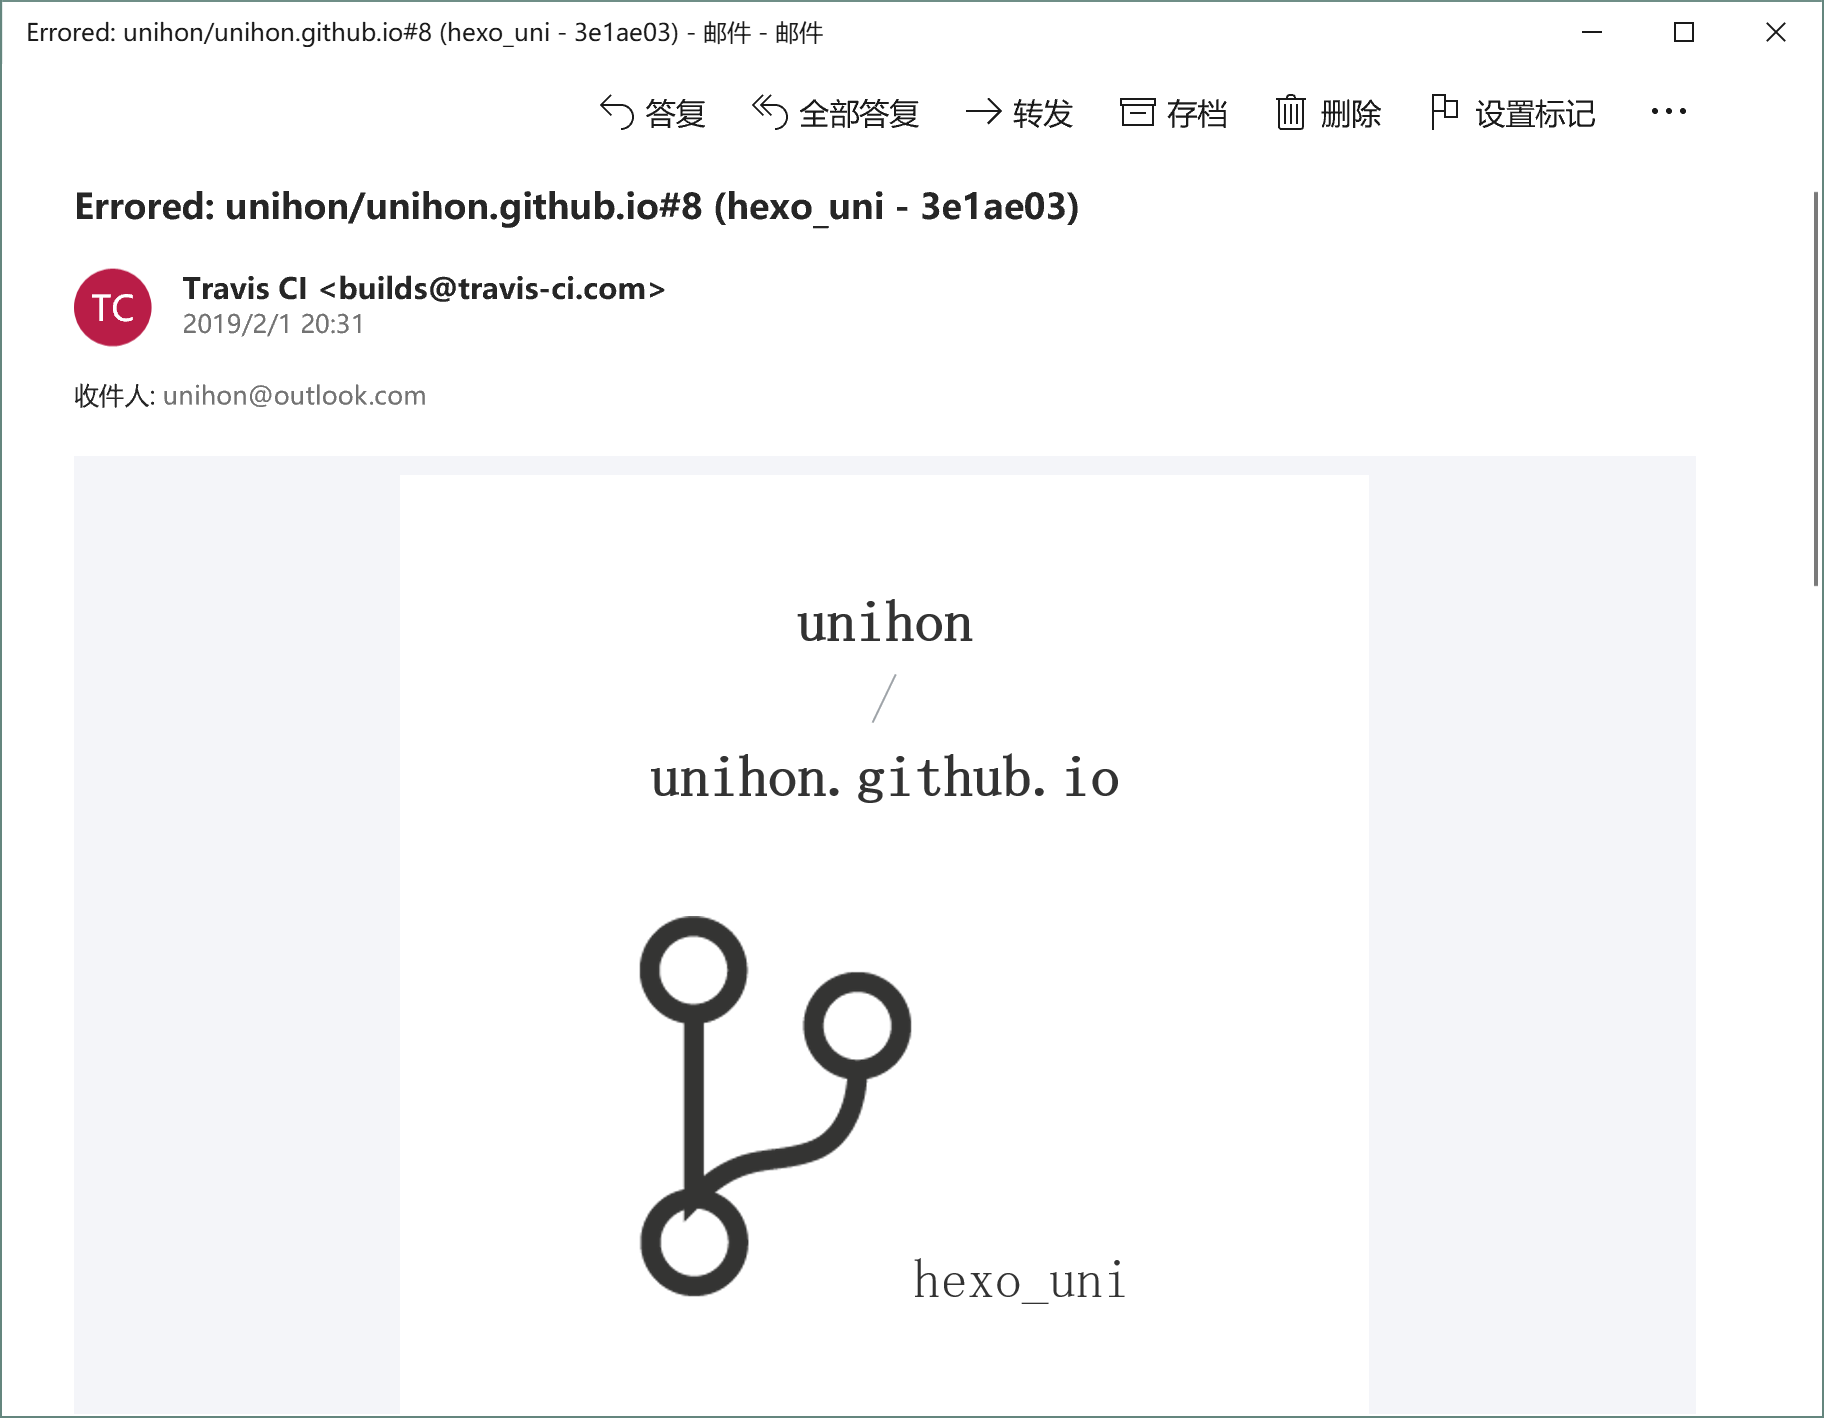 Errored: unihon/unihon.github.io#8 (hexo_uni - 3e1ae03) - 邮件 - 邮件
答复 全部答复 转发 存档 删除 设置标记
Errored: unihon/unihon.github.io#8 (hexo_uni - 3e1ae03)
TC
Travis CI <builds@travis-ci.com>
2019/2/1 20:31
收件人: unihon@outlook.com
unihon
/
unihon.github.io
hexo_uni